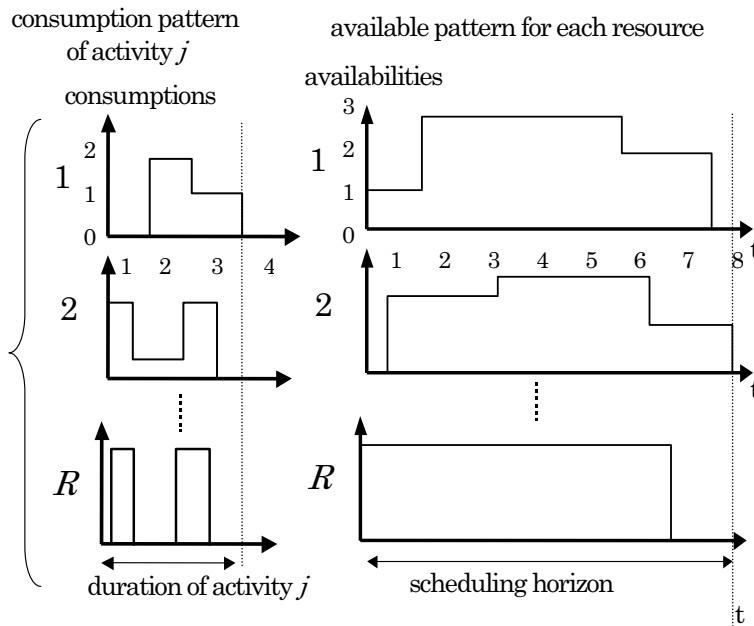 consumption pattern
of activity j
available pattern for each resource
consumptions
availabilities
2
1
1
0
3
2
1
1
0
t
1 2 3 4
1 2 3 4 5 6 7 8
2
2
t
R
R
duration of activity j
scheduling horizon
t